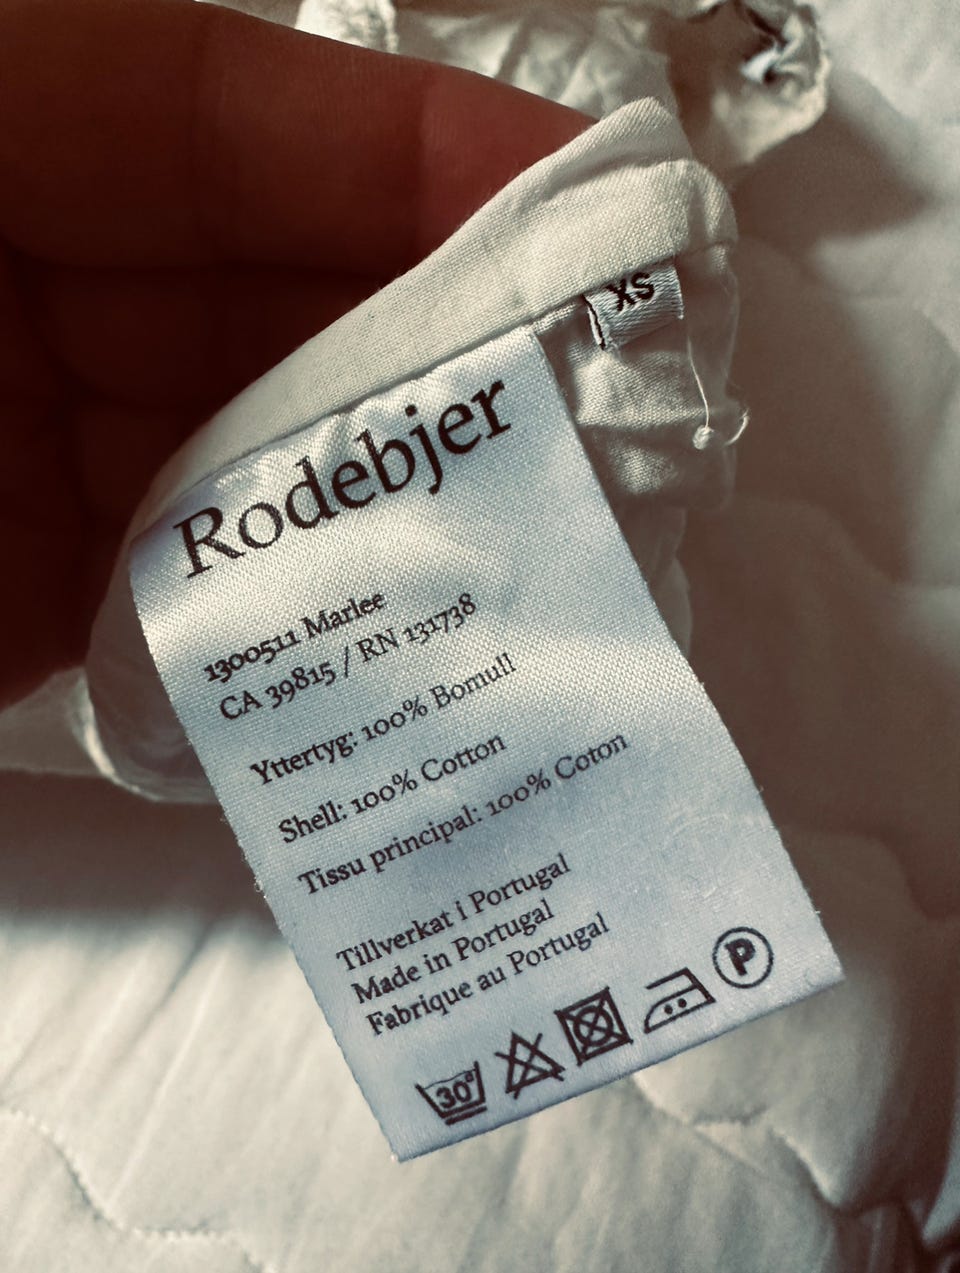 XS
Rodebjer
1300511 Marlee
CA 39815 / RN 131738
Yttertyg: 100% Bomull
Shell: 100% Cotton
Tissu principal: 100% Coton
Tillverkat i Portugal
Made in Portugal
Fabrique au Portugal
30° P